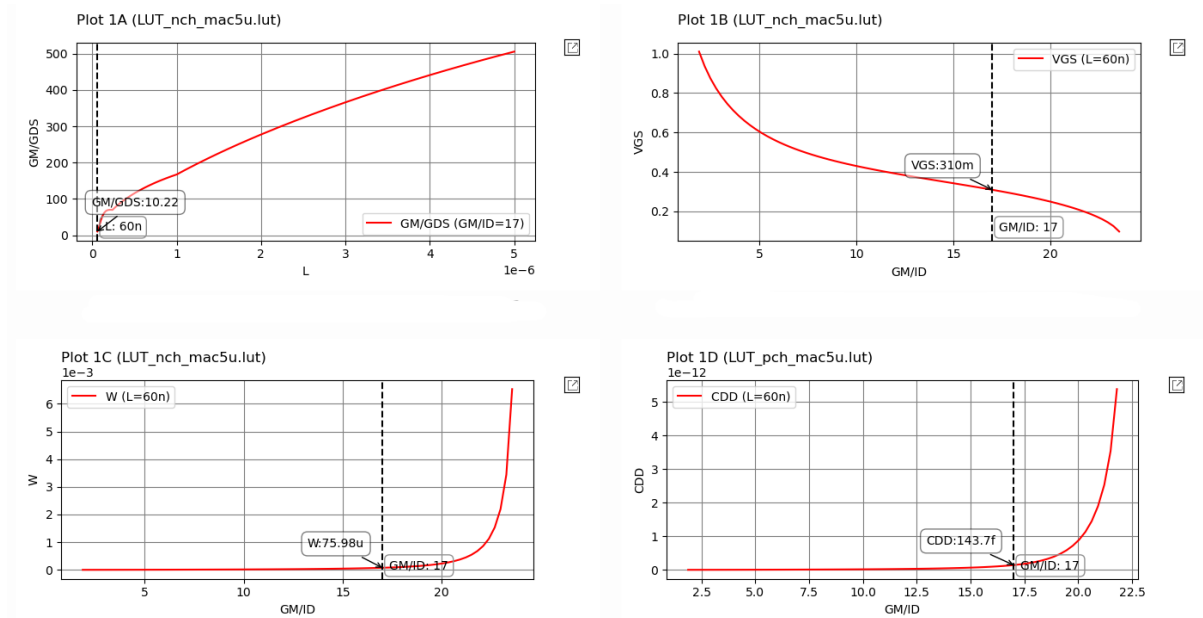 Plot 1A (LUT_nch_mac5u.lut)
500
400
300
200
100
0
GM/GDS
GM/GDS:10.22
L: 60n
GM/GDS (GM/ID=17)
0
1
2
3
4
5
1e-6
L
Plot 1B (LUT_nch_mac5u.lut)
1.0
0.8
0.6
0.4
0.2
VGS
VGS (L=60n)
VGS:310m
GM/ID: 17
5
10
15
20
GM/ID
Plot 1C (LUT_nch_mac5u.lut)
1e-3
6
5
4
3
2
1
0
W
W (L=60n)
W:75.98u
GM/ID: 17
5
10
15
20
GM/ID
Plot 1D (LUT_pch_mac5u.lut)
1e-12
5
4
3
2
1
0
CDD
CDD (L=60n)
CDD:143.7f
GM/ID: 17
2.5
5.0
7.5
10.0
12.5
15.0
17.5
20.0
22.5
GM/ID